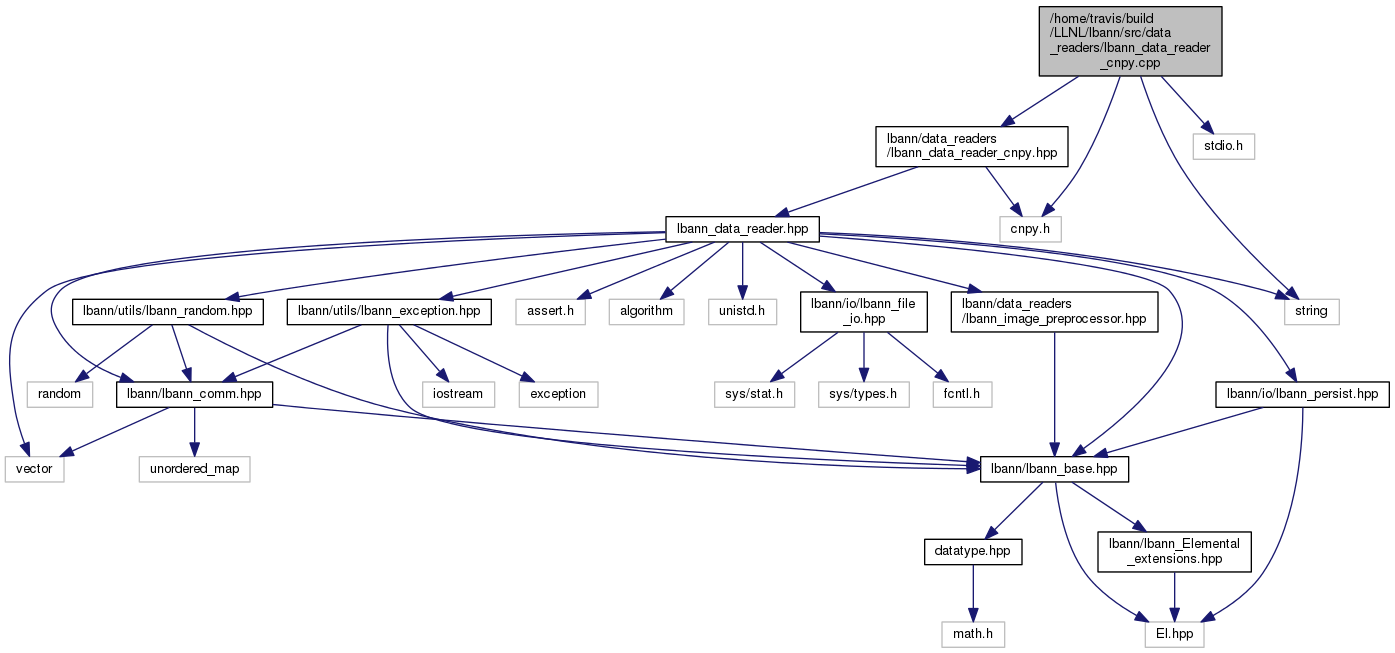 /home/travis/build
/LLNL/lbann/src/data
_readers/lbann_data_reader
_cnpy.cpp
lbann/data_readers
/lbann_data_reader_cnpy.hpp
stdio.h
lbann_data_reader.hpp
cnpy.h
lbann/utils/lbann_random.hpp
lbann/utils/lbann_exception.hpp
assert.h
algorithm
unistd.h
lbann/io/lbann_file
_io.hpp
lbann/data_readers
/lbann_image_preprocessor.hpp
string
random
lbann/lbann_comm.hpp
iostream
exception
sys/stat.h
sys/types.h
fcntl.h
lbann/io/lbann_persist.hpp
vector
unordered_map
lbann/lbann_base.hpp
datatype.hpp
lbann/lbann_Elemental
_extensions.hpp
math.h
El.hpp